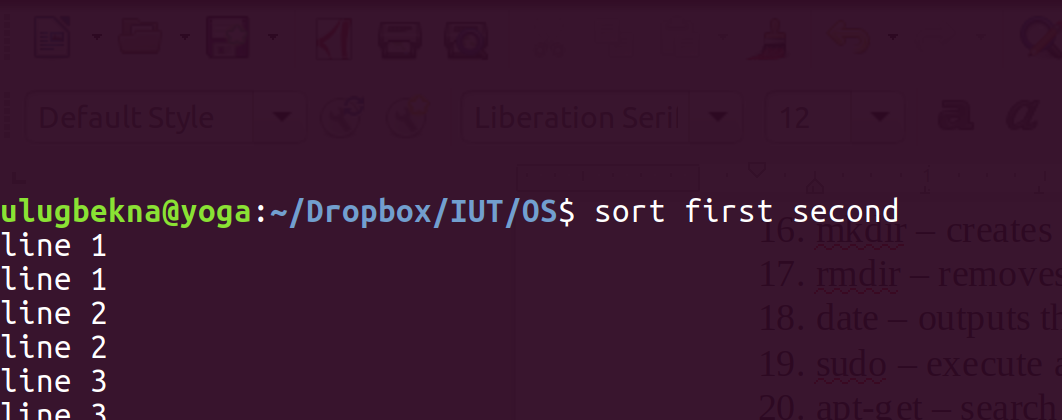 Default Style
Liberation Seri
12
ulugbekna@yoga:~/Dropbox/IUT/OS$ sort first second
line 1
line 1
line 2
line 2
line 3
line 3
16. mkdir – creates
17. rmdir – removes
18. date – outputs th
19. sudo – execute a
20. apt-get – search